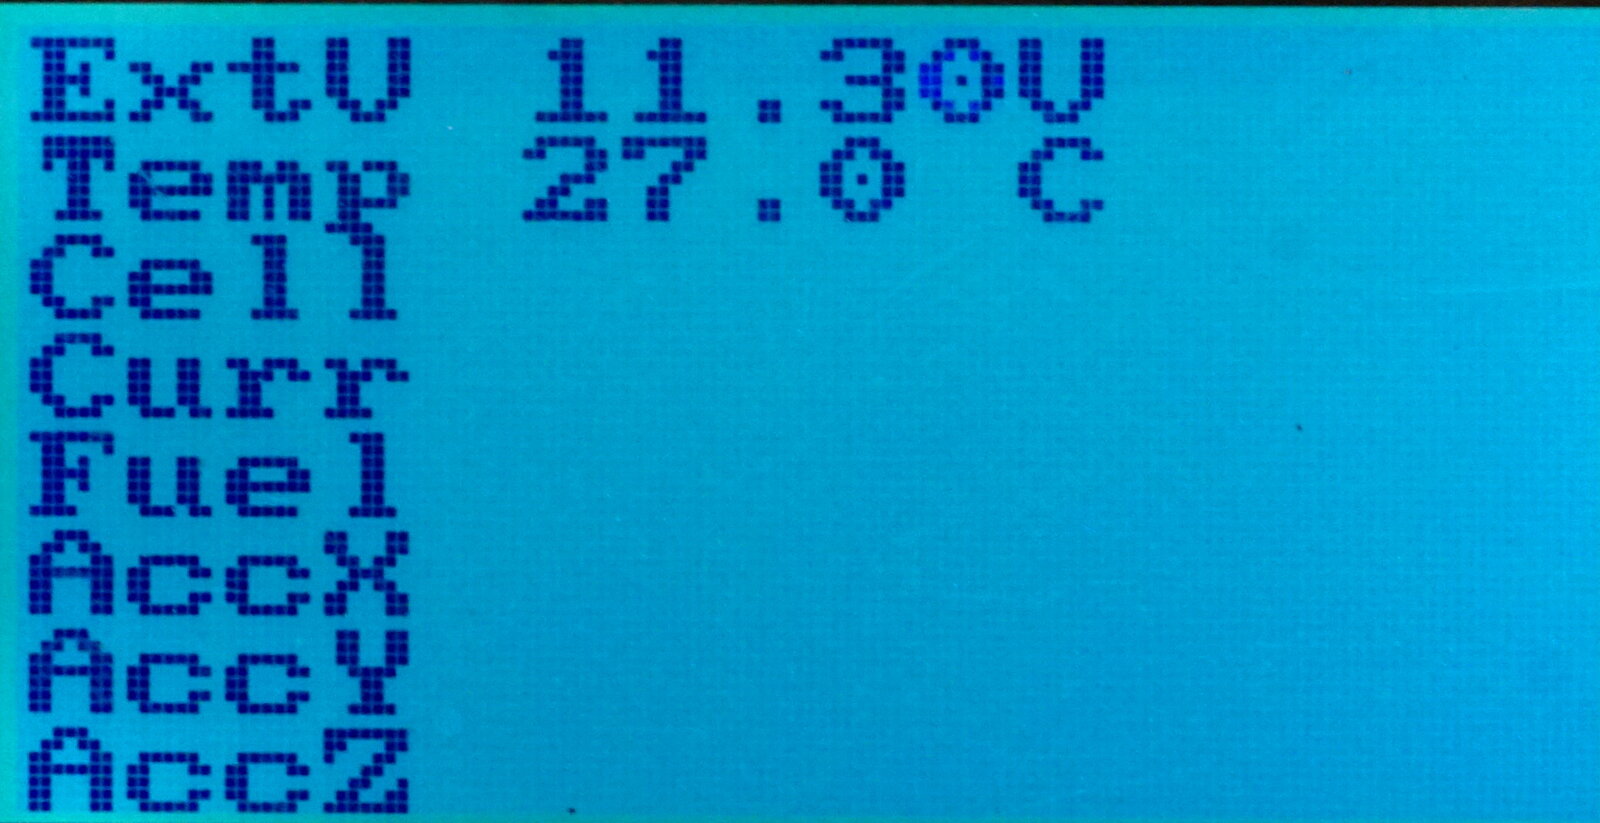 ExtV 11.30V
Temp 27.0 C
Cell
Curr
Fuel
AccX
AccY
AccZ